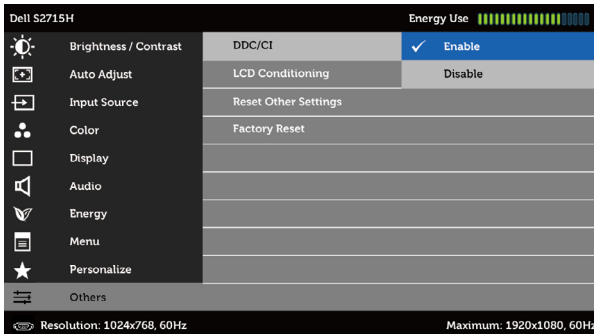 Dell S2715H Energy Use
Brightness / Contrast DDC/CI Enable
Auto Adjust LCD Conditioning Disable
Input Source Reset Other Settings
Color Factory Reset
Display
Audio
Energy
Menu
Personalize
Others
Resolution: 1024x768, 60Hz Maximum: 1920x1080, 60Hz